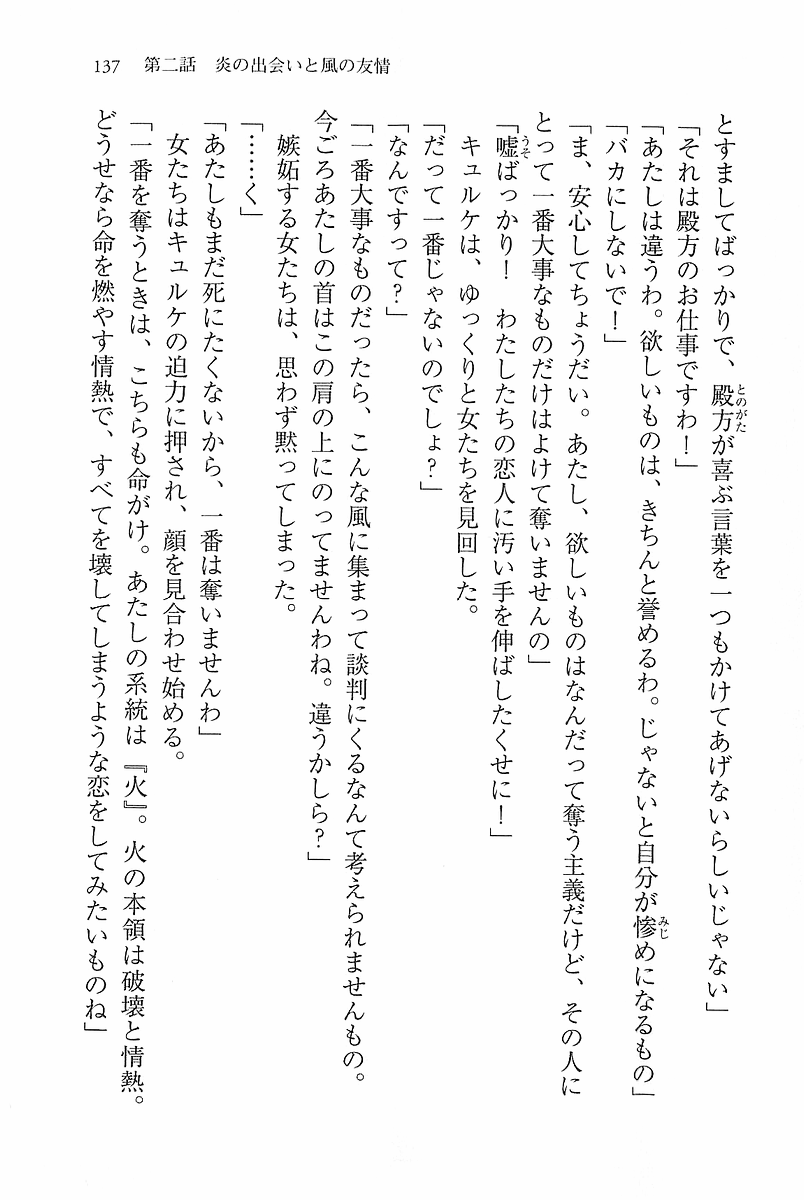 137　第二話　炎の出会いと風の友情
とすましてばっかりで、殿方が喜ぶ言葉を一つもかけてあげないらしいじゃない」
「それは殿方のお仕事ですわ！」
「あたしは違うわ。欲しいものは、きちんと誉めるわ。じゃないと自分が惨めになるもの」
「バカにしないで！」
「ま、安心してちょうだい。あたし、欲しいものはなんだって奪う主義だけど、その人に
とって一番大事なものだけはよけて奪いませんの」
「嘘ばっかり！　わたしたちの恋人に汚い手を伸ばしたくせに！」
キュルケは、ゆっくりと女たちを見回した。
「だって一番じゃないのでしょ？」
「なんですって？」
「一番大事なものだったら、こんな風に集まって談判にくるなんて考えられませんもの。
今ごろあたしの首はこの肩の上にのってませんわね。違うかしら？」
嫉妬する女たちは、思わず黙ってしまった。
「……く」
「あたしもまだ死にたくないから、一番は奪いませんわ」
女たちはキュルケの迫力に押され、顔を見合わせ始める。
「一番を奪うときは、こちらも命がけ。あたしの系統は『火』。火の本領は破壊と情熱。
どうせなら命を燃やす情熱で、すべてを壊してしまうような恋をしてみたいものね」